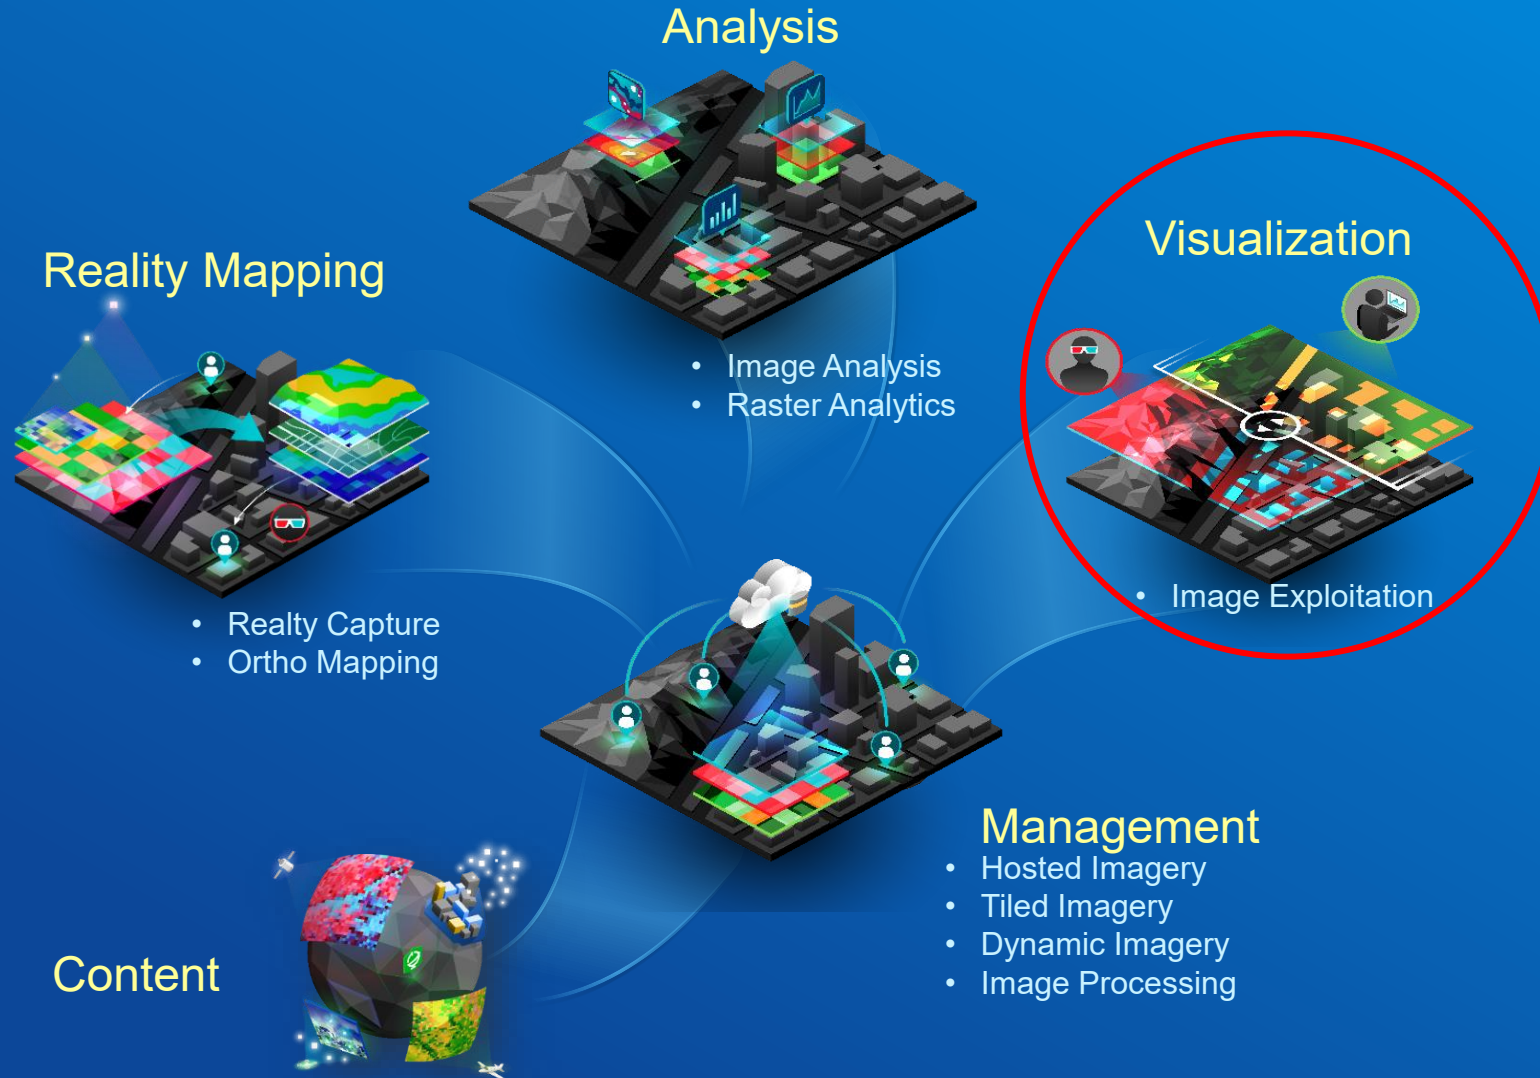 Analysis
• Image Analysis
• Raster Analytics
Visualization
• Image Exploitation
Reality Mapping
• Realty Capture
• Ortho Mapping
Management
• Hosted Imagery
• Tiled Imagery
• Dynamic Imagery
• Image Processing
Content